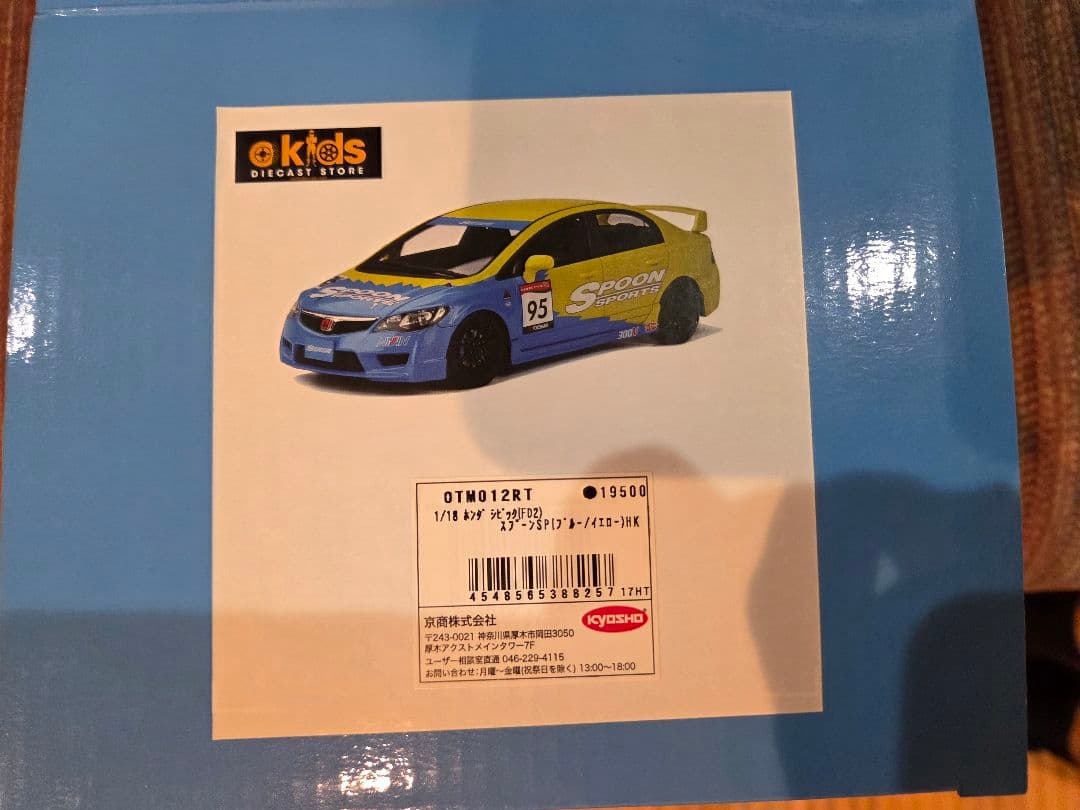 kids
DIECAST STORE
SPOON
SPORTS
95
SPOON
SPORTS
OTM012RT ●19500
1/18 ﾎﾝﾀﾞ ｼﾋﾞｯｸ(FD2)
ｽﾌﾟｰﾝSP(ﾌﾞﾙｰ/ｲｴﾛｰ)HK
4548565388257 17HT
京商株式会社
KYOSHO
〒243-0021 神奈川県厚木市岡田3050
厚木アクストメインタワー7F
ユーザー相談室直通 046-229-4115
お問い合わせ:月曜～金曜(祝祭日を除く) 13:00～18:00